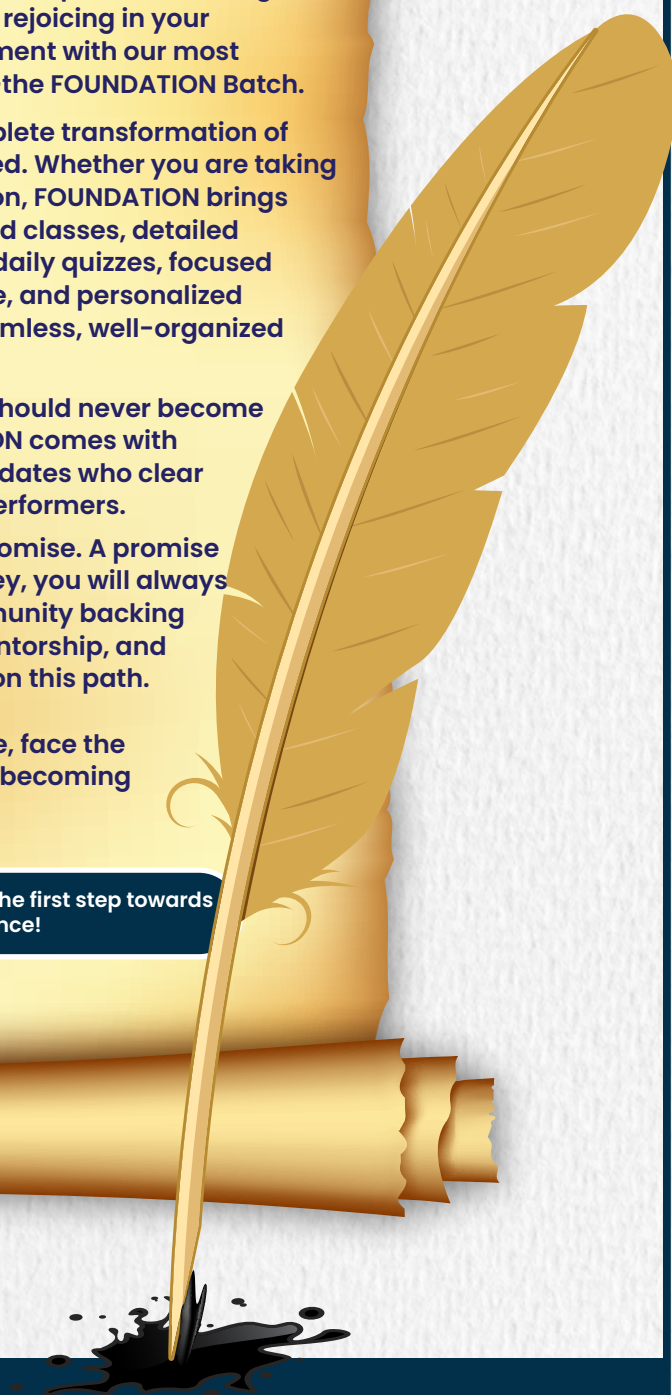 rejoicing in your
ment with our most
the FOUNDATION Batch.
plete transformation of
ed. Whether you are taking
on, FOUNDATION brings
d classes, detailed
daily quizzes, focused
e, and personalized
mless, well-organized
hould never become
ON comes with
dates who clear
erformers.
omise. A promise
ey, you will always
munity backing
ntorship, and
on this path.
e, face the
becoming
he first step towards
nce!